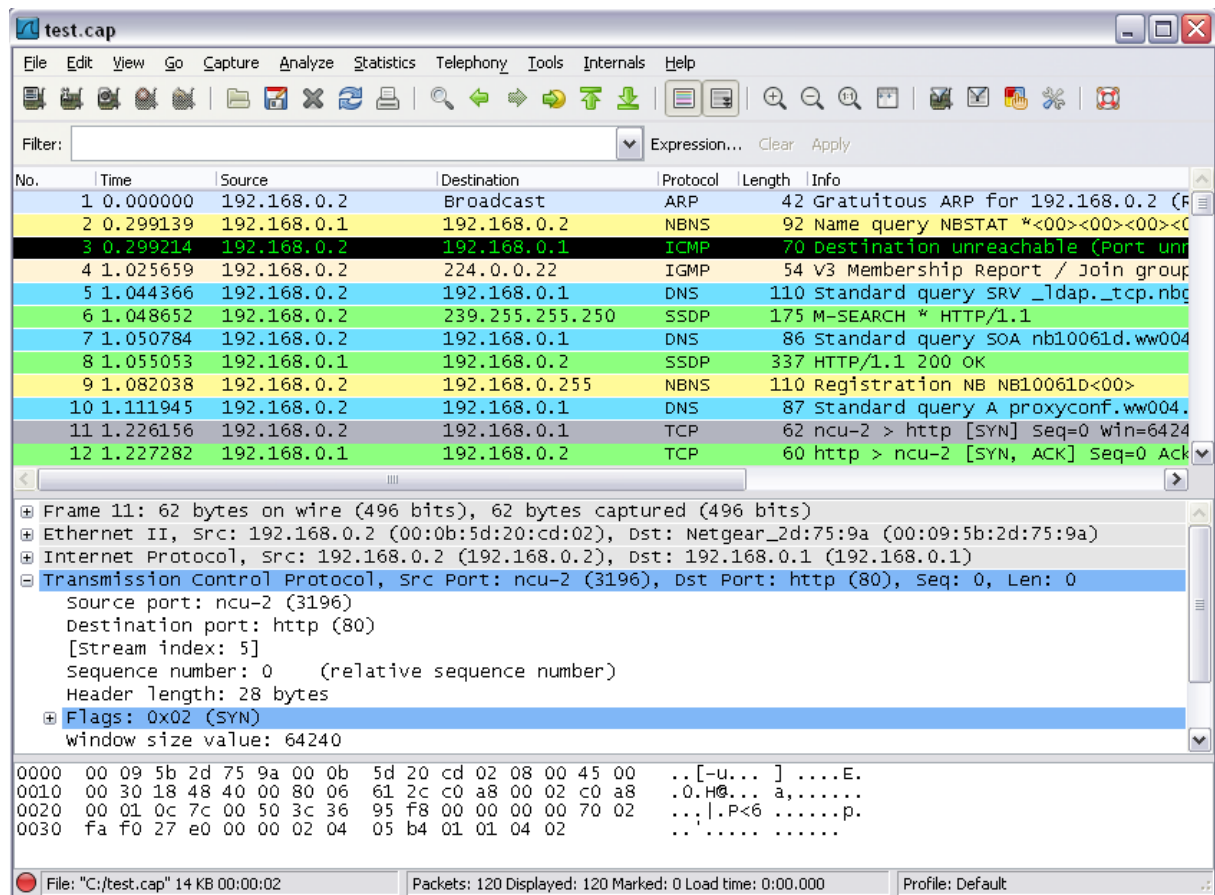 test.cap
File Edit View Go Capture Analyze Statistics Telephony Tools Internals Help
Filter: Expression... Clear Apply
No. Time Source Destination Protocol Length Info
1 0.000000 192.168.0.2 Broadcast ARP 42 Gratuitous ARP for 192.168.0.2 (R
2 0.299139 192.168.0.1 192.168.0.2 NBNS 92 Name query NBSTAT *<00><00><00><0
3 0.299214 192.168.0.2 192.168.0.1 ICMP 70 Destination unreachable (Port unr
4 1.025659 192.168.0.2 224.0.0.22 IGMP 54 V3 Membership Report / Join group
5 1.044366 192.168.0.2 192.168.0.1 DNS 110 Standard query SRV _ldap._tcp.nbg
6 1.048652 192.168.0.2 239.255.255.250 SSDP 175 M-SEARCH * HTTP/1.1
7 1.050784 192.168.0.2 192.168.0.1 DNS 86 Standard query SOA nb10061d.ww004
8 1.055053 192.168.0.1 192.168.0.2 SSDP 337 HTTP/1.1 200 OK
9 1.082038 192.168.0.2 192.168.0.255 NBNS 110 Registration NB NB10061D<00>
10 1.111945 192.168.0.2 192.168.0.1 DNS 87 Standard query A proxyconf.ww004.
11 1.226156 192.168.0.2 192.168.0.1 TCP 62 ncu-2 > http [SYN] Seq=0 Win=6424
12 1.227282 192.168.0.1 192.168.0.2 TCP 60 http > ncu-2 [SYN, ACK] Seq=0 Ack
Frame 11: 62 bytes on wire (496 bits), 62 bytes captured (496 bits)
Ethernet II, Src: 192.168.0.2 (00:0b:5d:20:cd:02), Dst: Netgear_2d:75:9a (00:09:5b:2d:75:9a)
Internet Protocol, Src: 192.168.0.2 (192.168.0.2), Dst: 192.168.0.1 (192.168.0.1)
Transmission Control Protocol, Src Port: ncu-2 (3196), Dst Port: http (80), Seq: 0, Len: 0
Source port: ncu-2 (3196)
Destination port: http (80)
[Stream index: 5]
Sequence number: 0 (relative sequence number)
Header length: 28 bytes
Flags: 0x02 (SYN)
Window size value: 64240
0000 00 09 5b 2d 75 9a 00 0b 5d 20 cd 02 08 00 45 00 ..[-u... ] ....E.
0010 00 30 18 48 40 00 80 06 61 2c c0 a8 00 02 c0 a8 .0.H@... a,......
0020 00 01 0c 7c 00 50 3c 36 95 f8 00 00 00 00 70 02 ...|.P<6 ......p.
0030 fa f0 27 e0 00 00 02 04 05 b4 01 01 04 02 ..'..... ......
File: "C:/test.cap" 14 KB 00:00:02 Packets: 120 Displayed: 120 Marked: 0 Load time: 0:00.000 Profile: Default